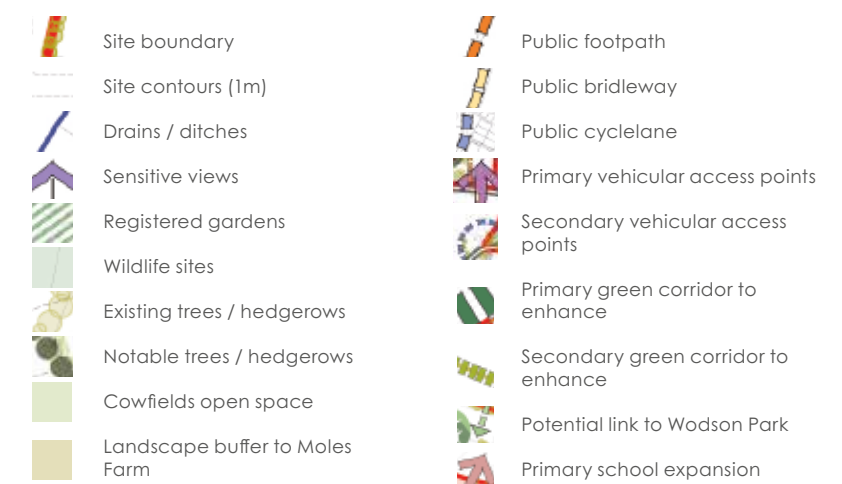 Site boundary
Site contours (1m)
Drains / ditches
Sensitive views
Registered gardens
Wildlife sites
Existing trees / hedgerows
Notable trees / hedgerows
Cowfields open space
Landscape buffer to Moles
Farm
Public footpath
Public bridleway
Public cyclelane
Primary vehicular access points
Secondary vehicular access
points
Primary green corridor to
enhance
Secondary green corridor to
enhance
Potential link to Wodson Park
Primary school expansion